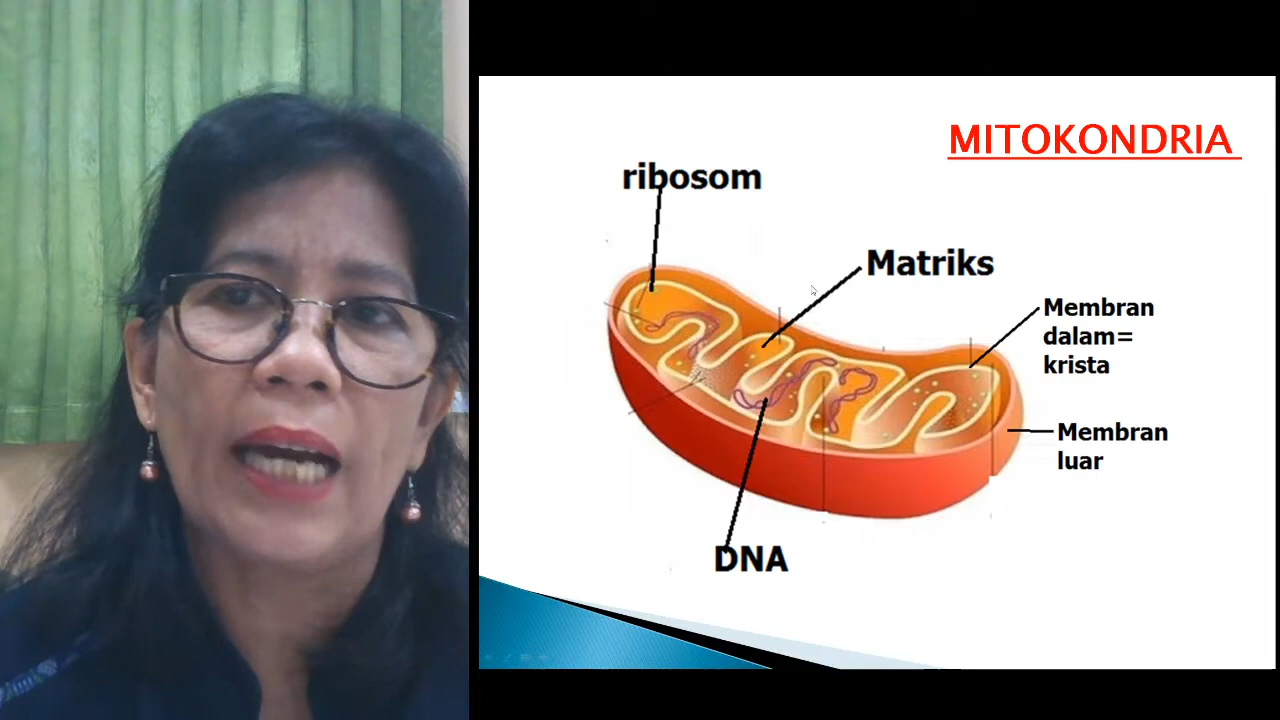 MITOKONDRIA
ribosom
Matriks
Membran
dalam=
krista
Membran
luar
DNA